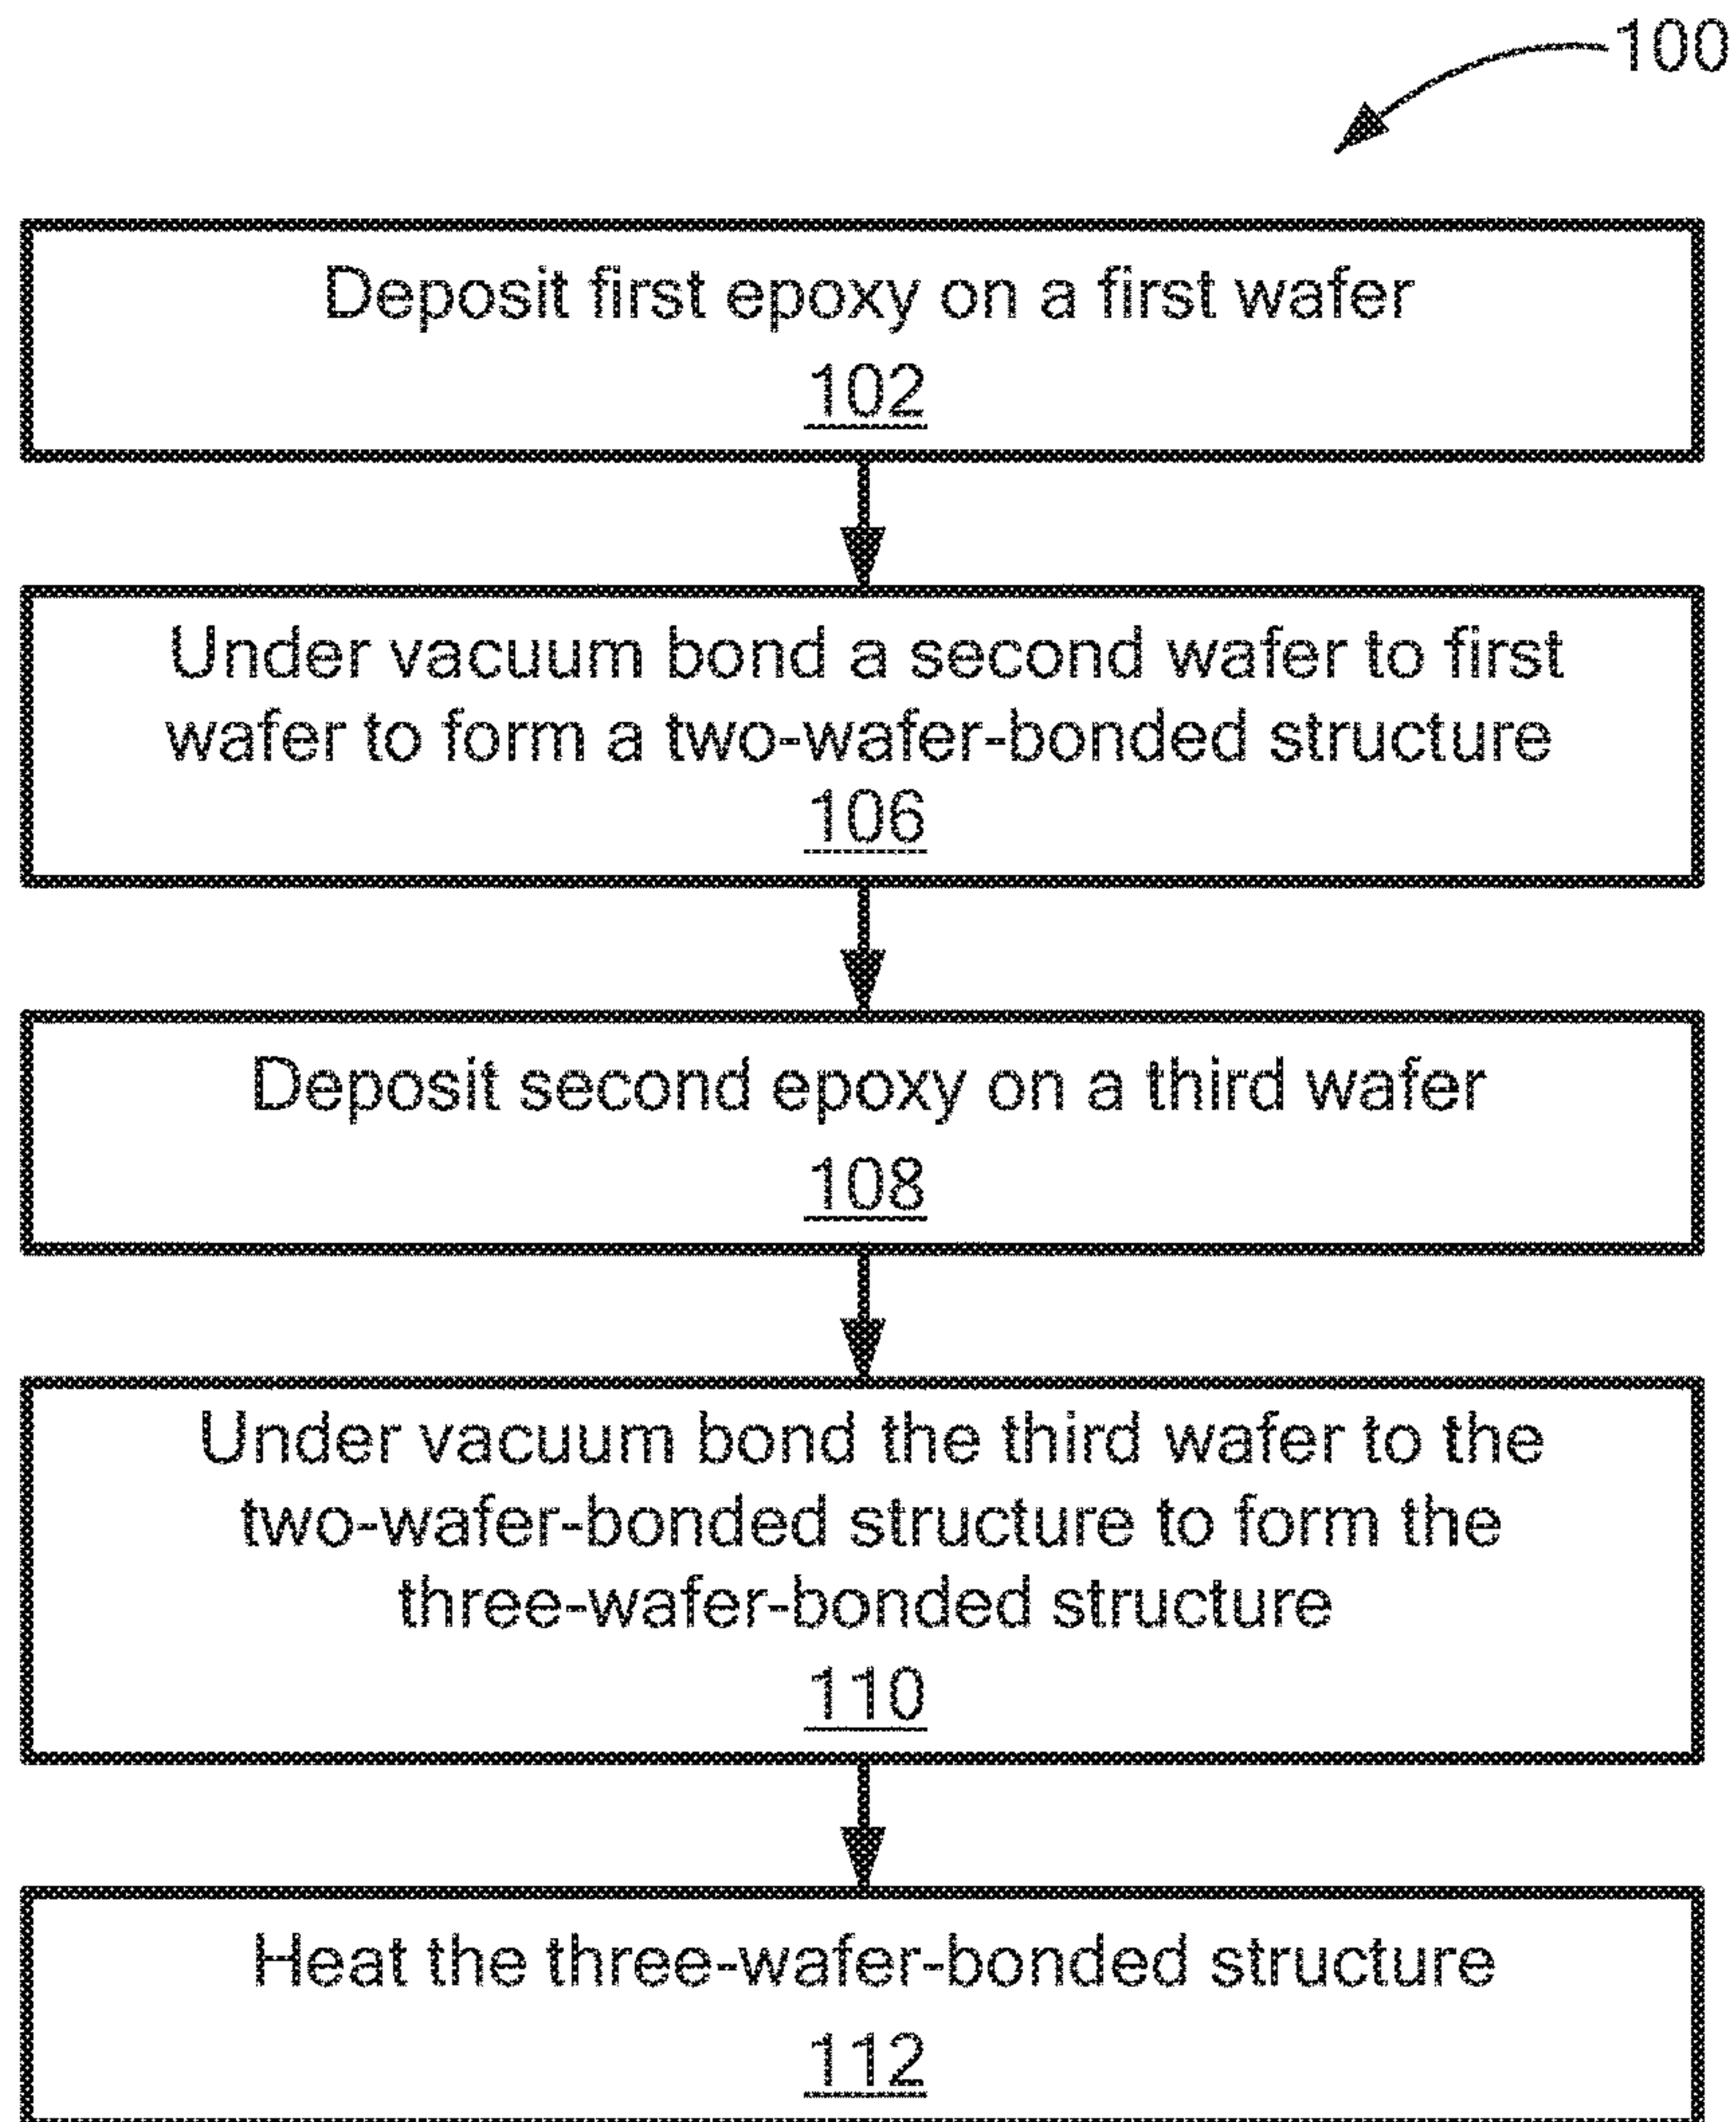 100
Deposit first epoxy on a first wafer
102
Under vacuum bond a second wafer to first
wafer to form a two-wafer-bonded structure
106
Deposit second epoxy on a third wafer
108
Under vacuum bond the third wafer to the
two-wafer-bonded structure to form the
three-wafer-bonded structure
110
Heat the three-wafer-bonded structure
112